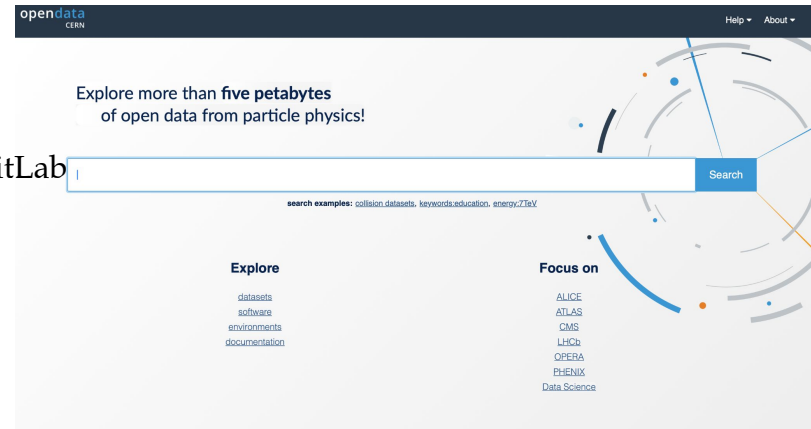 opendata
CERN
Help About
Explore more than five petabytes
of open data from particle physics!
itLab
Search
search examples: collision datasets, keywords:education, energy:7TeV
Explore
datasets
software
environments
documentation
Focus on
ALICE
ATLAS
CMS
LHCb
OPERA
PHENIX
Data Science